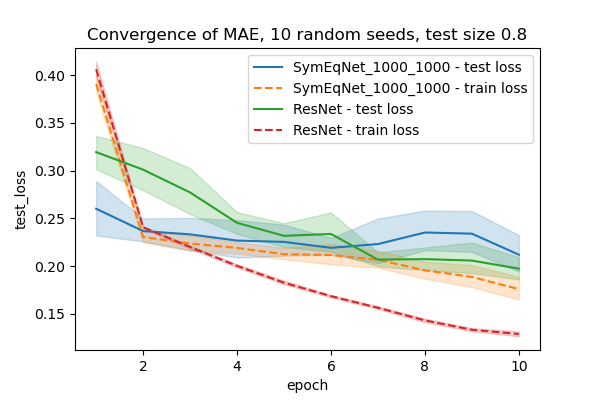 Convergence of MAE, 10 random seeds, test size 0.8
SymEqNet_1000_1000 - test loss
SymEqNet_1000_1000 - train loss
ResNet - test loss
ResNet - train loss
test_loss
0.40
0.35
0.30
0.25
0.20
0.15
2 4 6 8 10
epoch